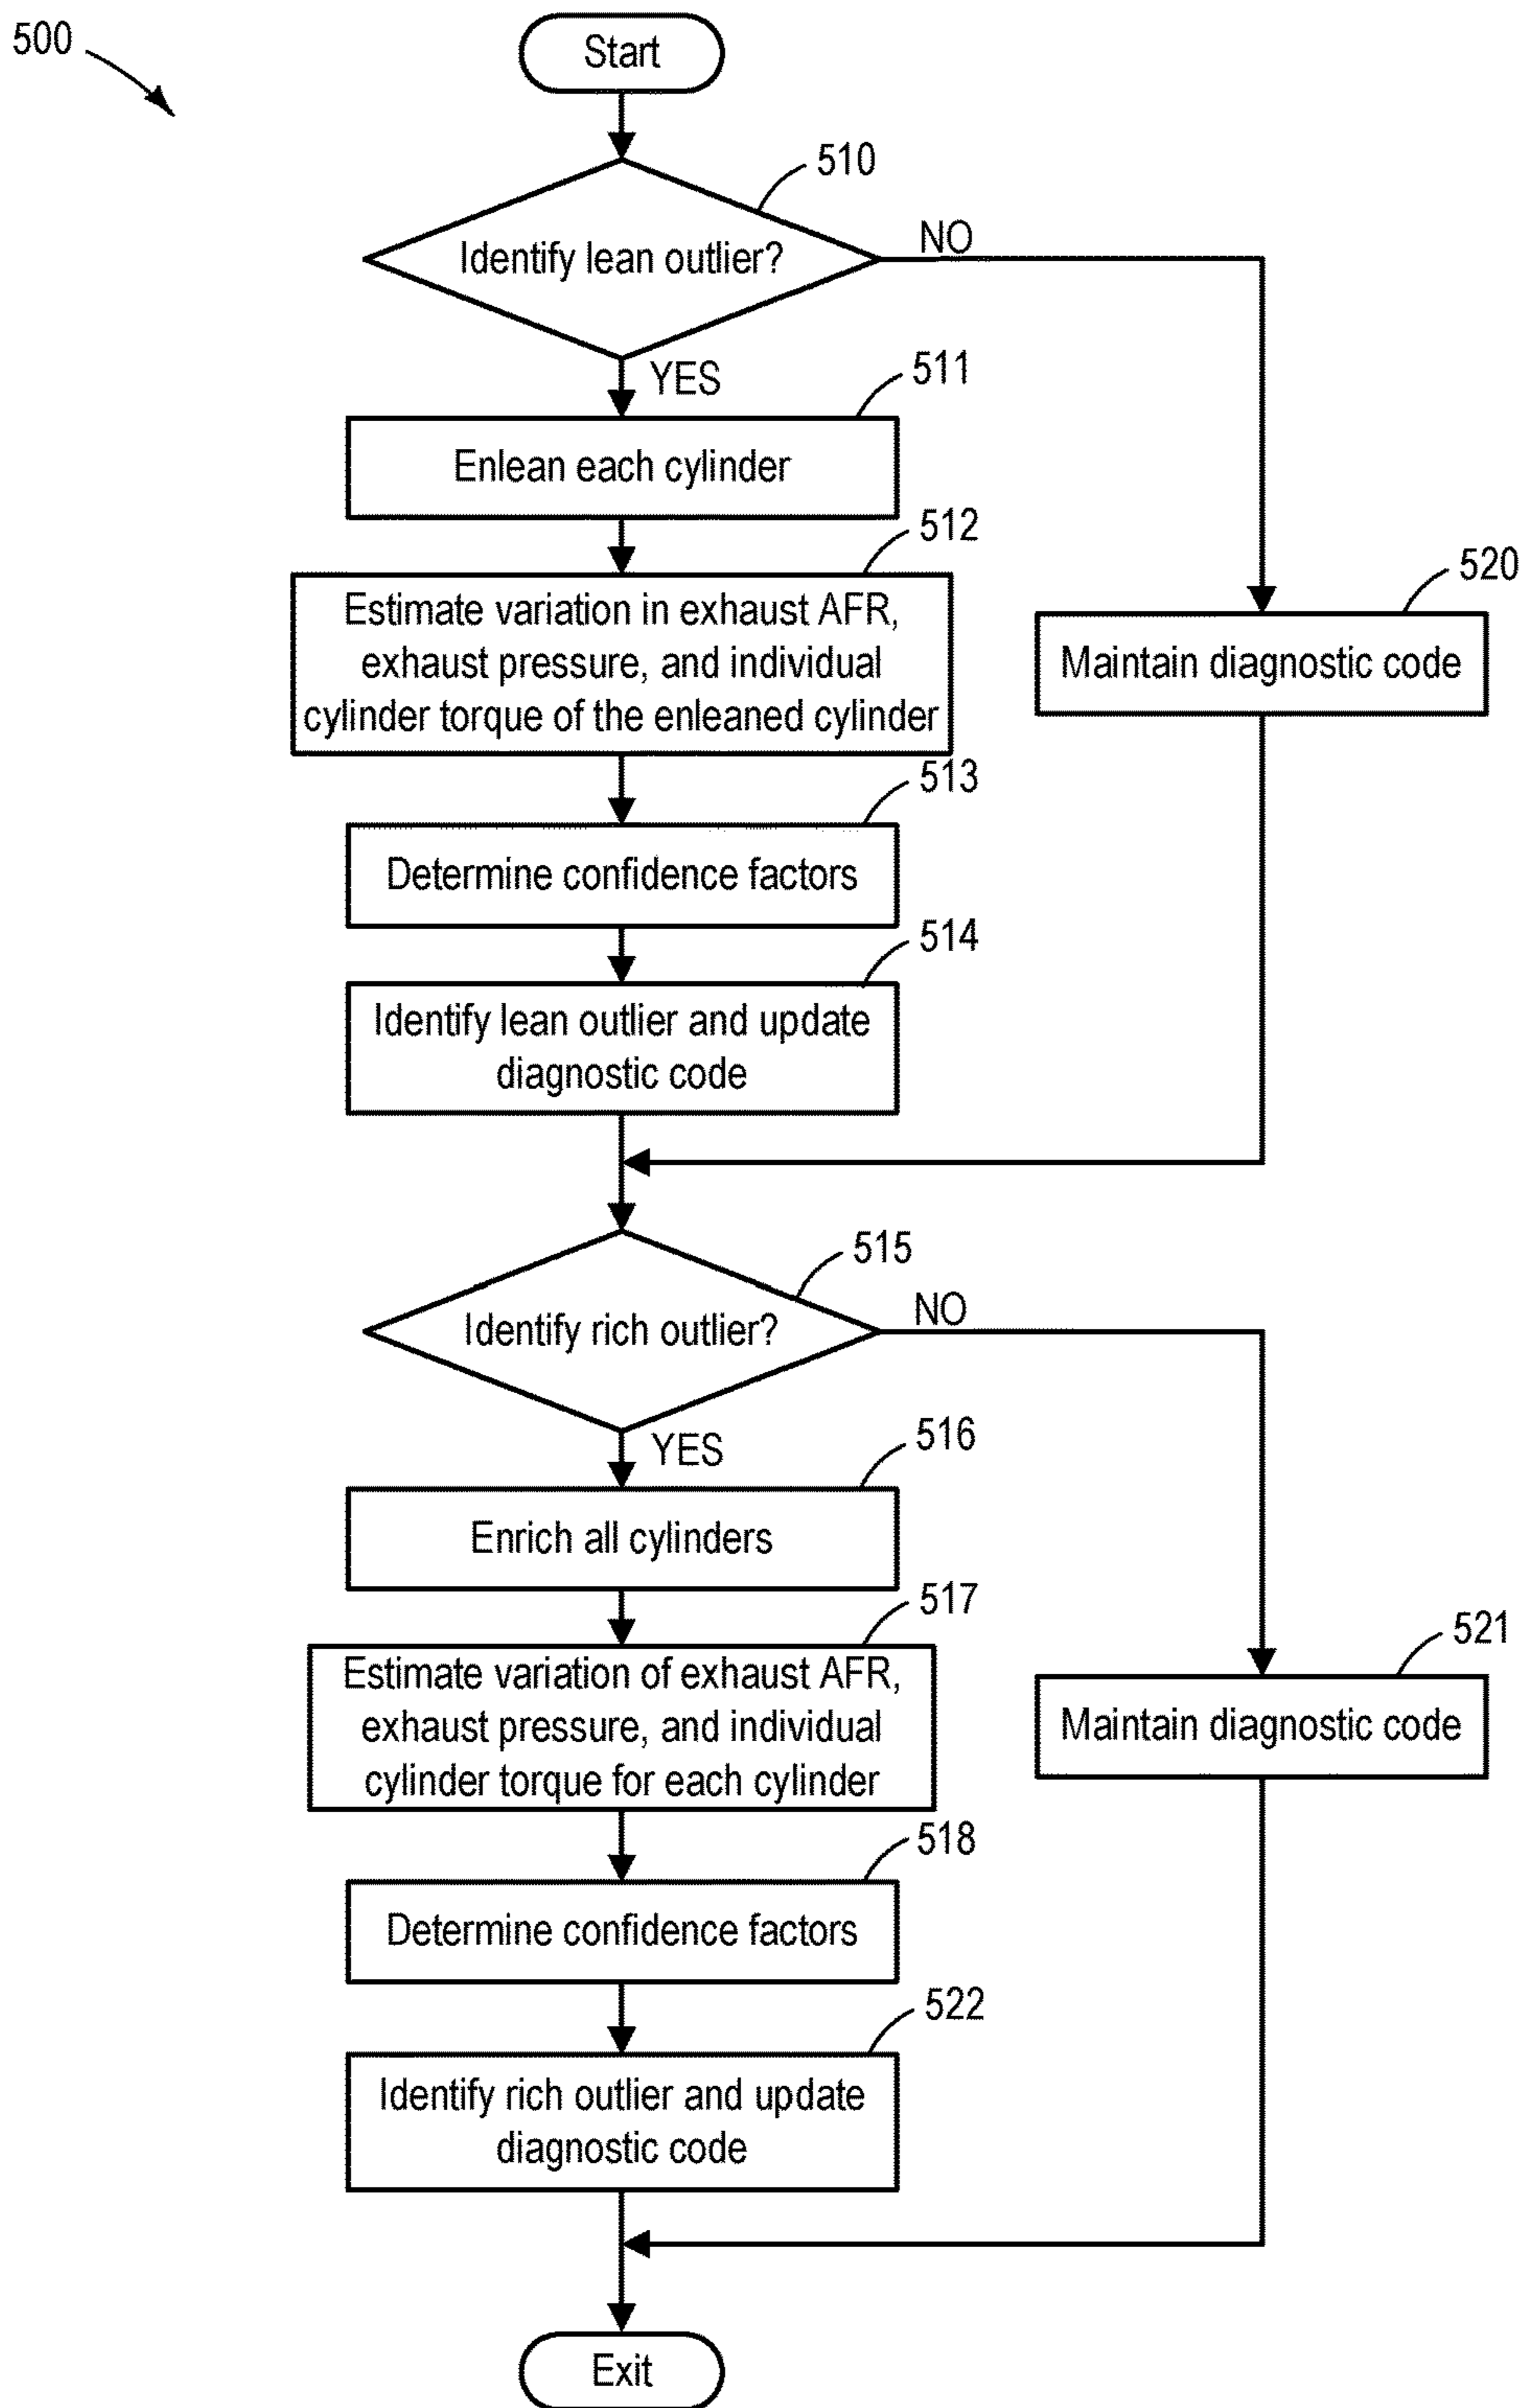 500
Start
510
Identify lean outlier?
NO
YES
511
Enlean each cylinder
512
Estimate variation in exhaust AFR,
exhaust pressure, and individual
cylinder torque of the enleaned cylinder
520
Maintain diagnostic code
513
Determine confidence factors
514
Identify lean outlier and update
diagnostic code
515
Identify rich outlier?
NO
YES
516
Enrich all cylinders
517
Estimate variation of exhaust AFR,
exhaust pressure, and individual
cylinder torque for each cylinder
521
Maintain diagnostic code
518
Determine confidence factors
522
Identify rich outlier and update
diagnostic code
Exit